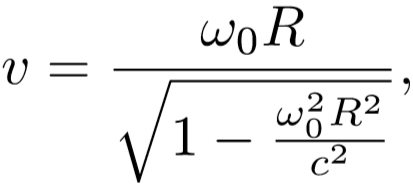 v = \frac{\omega_0 R}{\sqrt{1 - \frac{\omega_0^2 R^2}{c^2}}},